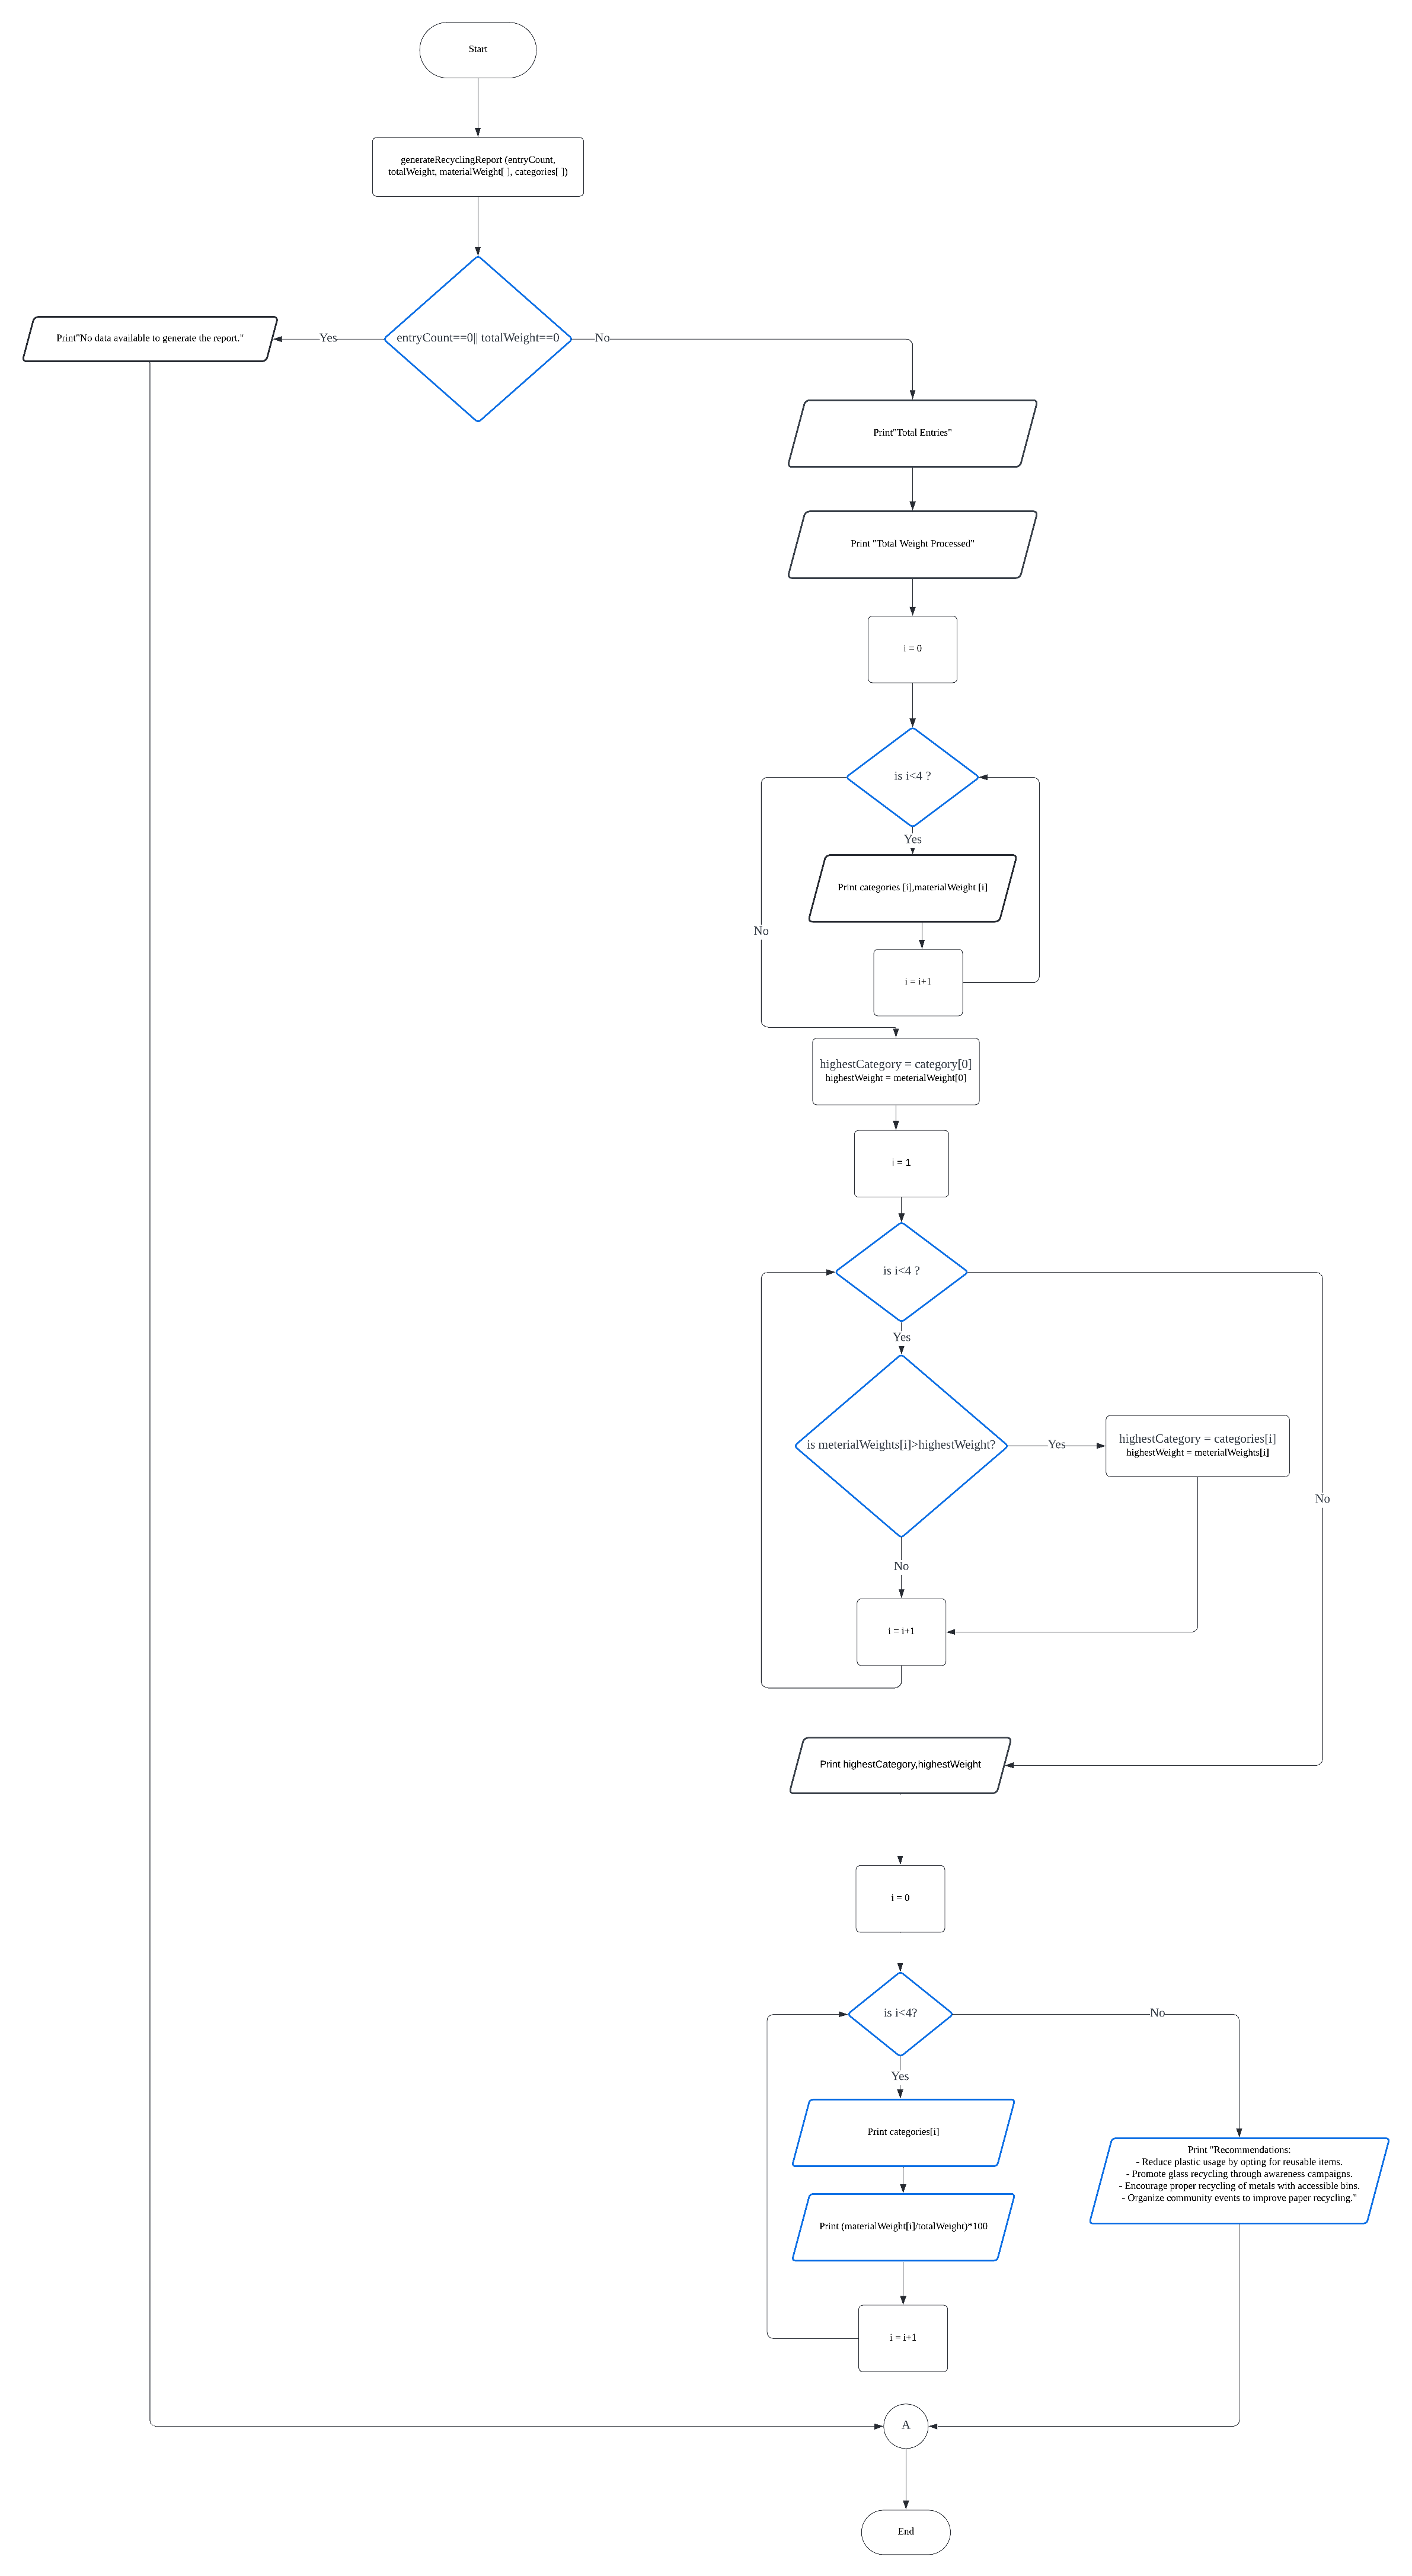 Start
generateRecyclingReport (entryCount,
totalWeight, materialWeight[ ], categories[ ])
entryCount==0|| totalWeight==0
Yes
No
Print"No data available to generate the report."
Print"Total Entries"
Print "Total Weight Processed"
i = 0
is i<4 ?
Yes
Print categories [i],materialWeight [i]
No
i = i+1
highestCategory = category[0]
highestWeight = meterialWeight[0]
i = 1
is i<4 ?
Yes
is meterialWeights[i]>highestWeight?
Yes
highestCategory = categories[i]
highestWeight = meterialWeights[i]
No
No
i = i+1
Print highestCategory,highestWeight
i = 0
is i<4?
No
Yes
Print categories[i]
Print "Recommendations:
- Reduce plastic usage by opting for reusable items.
- Promote glass recycling through awareness campaigns.
- Encourage proper recycling of metals with accessible bins.
- Organize community events to improve paper recycling."
Print (materialWeight[i]/totalWeight)*100
i = i+1
A
End